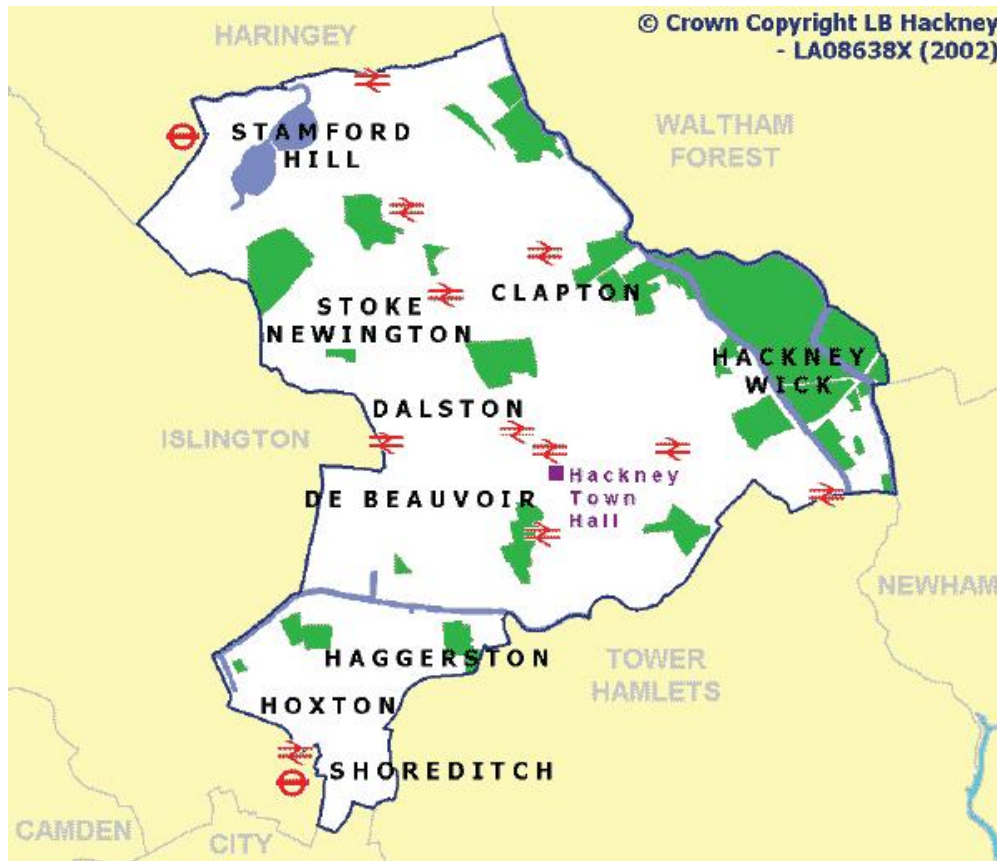 © Crown Copyright LB Hackney
- LA08638X (2002)
HARINGEY
WALTHAM
FOREST
STAMFORD
HILL
CLAPTON
STOKE
NEWINGTON
HACKNEY
WICK
DALSTON
ISLINGTON
Hackney
Town
Hall
DE BEAUVOIR
NEWHAM
HAGGERSTON
TOWER
HAMLETS
HOXTON
SHOREDITCH
CAMDEN
CITY